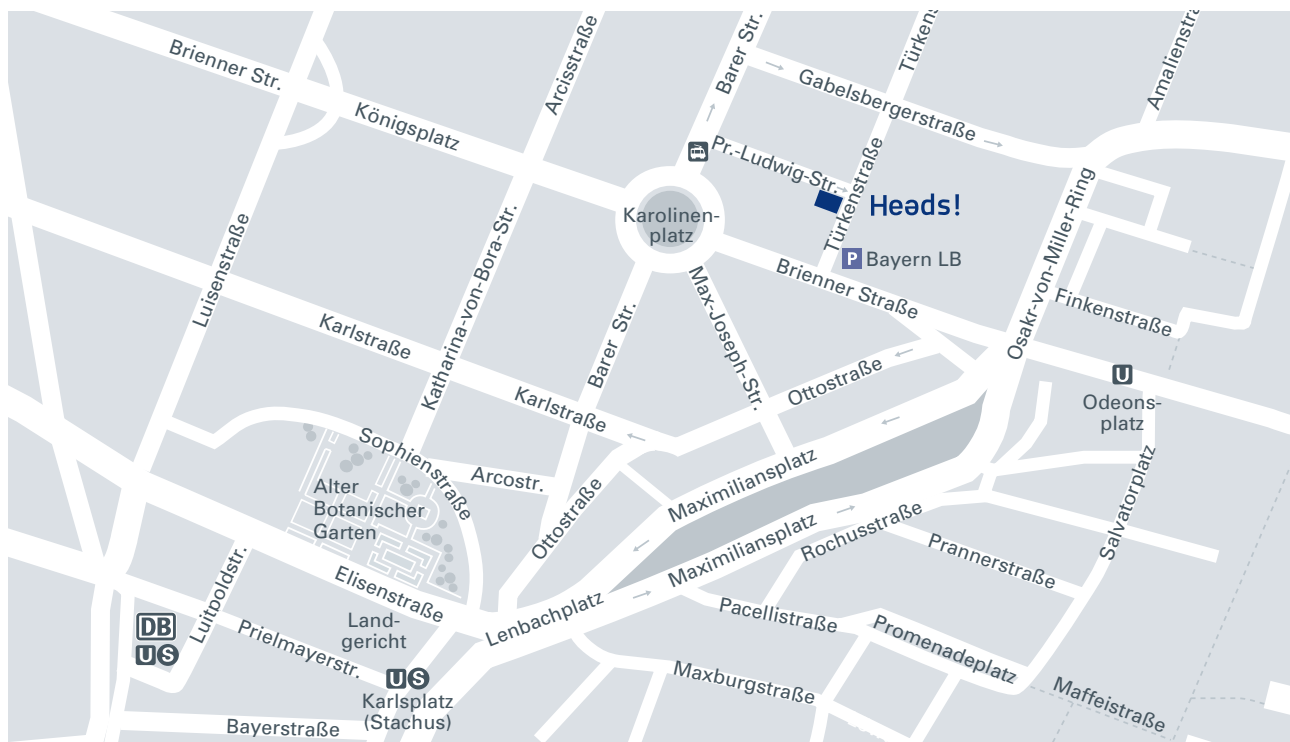 Brienner Str.
Königsplatz
Arcisstraße
Barer Str.
Türkens
Amalienstra
Gabelsbergerstraße
Pr.-Ludwig-Str.
Türkenstraße
Heads!
P Bayern LB
Karolinen-
platz
Brienner Straße
Osakr-von-Miller-Ring
Finkenstraße
Luisenstraße
Katharina-von-Bora-Str.
Karlstraße
Barer Str.
Max-Joseph-Str.
Ottostraße
Karlstraße
U
Odeons-
platz
Sophienstraße
Arcostr.
Alter
Botanischer
Garten
Ottostraße
Maximiliansplatz
Maximiliansplatz
Rochusstraße
Prannerstraße
Salvatorplatz
Luitpoldstr.
Elisenstraße
Land-
gericht
Lenbachplatz
Pacellistraße
Promenadeplatz
DB
U S
Prielmayerstr.
U S
Karlsplatz
(Stachus)
Maxburgstraße
Maffeistraße
Bayerstraße